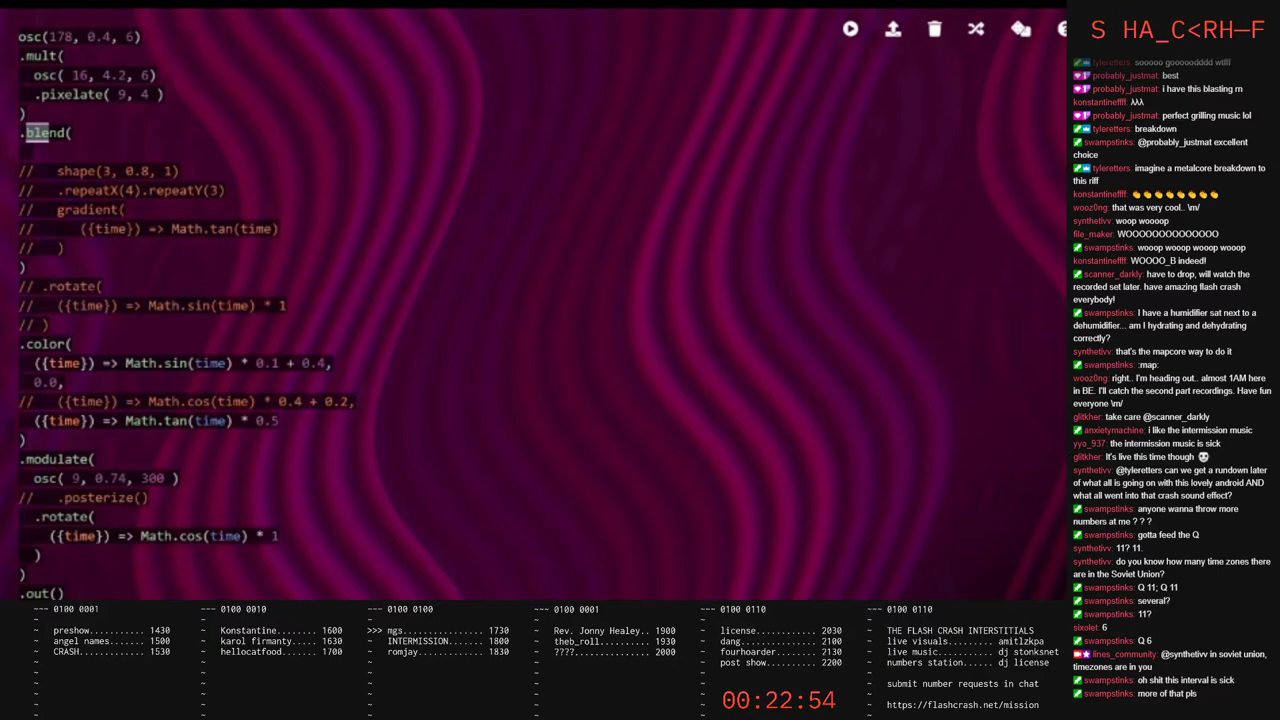 osc(178, 0.4, 6)
.mult(
osc( 16, 4.2, 6)
.pixelate( 9, 4 )
)
.blend(
// shape(3, 0.8, 1)
// .repeatX(4).repeatY(3)
// gradient(
// ({time}) => Math.tan(time)
// )
)
// .rotate(
// ({time}) => Math.sin(time) * 1
// )
.color(
({time}) => Math.sin(time) * 0.1 + 0.4,
0.0,
// ({time}) => Math.cos(time) * 0.4 + 0.2,
({time}) => Math.tan(time) * 0.5
)
.modulate(
osc( 9, 0.74, 300 )
// .posterize()
.rotate(
({time}) => Math.cos(time) * 1
)
)
.out()
S HA_C<RH—F
tyleretters: sooooo gooooodddd wtlll
probably_justmat: best
probably_justmat: i have this blasting rn
konstantineffff: λλλ
probably_justmat: perfect grilling music lol
tyleretters: breakdown
swampstinks: @probably_justmat excellent
choice
tyleretters: imagine a metalcore breakdown to
this riff
konstantineffff: 👏👏👏👏👏👏👏👏
wooz0ng: that was very cool.. \m/
synthetivv: woop woooop
file_maker: WOOOOOOOOOOOOOO
swampstinks: wooop wooop wooop wooop
konstantineffff: WOOOO_B indeed!
scanner_darkly: have to drop, will watch the
recorded set later. have amazing flash crash
everybody!
swampstinks: I have a humidifier sat next to a
dehumidifier... am I hydrating and dehydrating
correctly?
synthetivv: that's the mapcore way to do it
swampstinks: :map:
wooz0ng: right.. I'm heading out.. almost 1AM here
in BE. I'll catch the second part recordings. Have fun
everyone \m/
glitkher: take care @scanner_darkly
anxietymachine: i like the intermission music
yyo_937: the intermission music is sick
glitkher: It's live this time though 💀
synthetivv: @tyleretters can we get a rundown later
of what all is going on with this lovely android AND
what all went into that crash sound effect?
swampstinks: anyone wanna throw more
numbers at me ? ? ?
swampstinks: gotta feed the Q
synthetivv: 11? 11.
synthetivv: do you know how many time zones there
are in the Soviet Union?
swampstinks: Q 11; Q 11
swampstinks: several?
swampstinks: 11?
sixolet: 6
swampstinks: Q 6
lines_community: @synthetivv in soviet union,
timezones are in you
swampstinks: oh shit this interval is sick
swampstinks: more of that pls
~~~ 0100 0001
preshow.......... 1430
angel names...... 1500
CRASH............ 1530
~~~ 0100 0010
Konstantine...... 1600
karol firmanty... 1630
hellocatfood..... 1700
~~~ 0100 0100
>>> mgs.............. 1730
INTERMISSION..... 1800
romjay........... 1830
~~~ 0100 0001
Rev. Jonny Healey.. 1900
theb_roll.......... 1930
????............... 2000
~~~ 0100 0110
license.......... 2030
dang............. 2100
fourhoarder...... 2130
post show........ 2200
00:22:54
~~~ 0100 0110
THE FLASH CRASH INTERSTITIALS
live visuals..... amitlzkpa
live music..... dj stonksnet
numbers station...... dj license
submit number requests in chat
https://flashcrash.net/mission